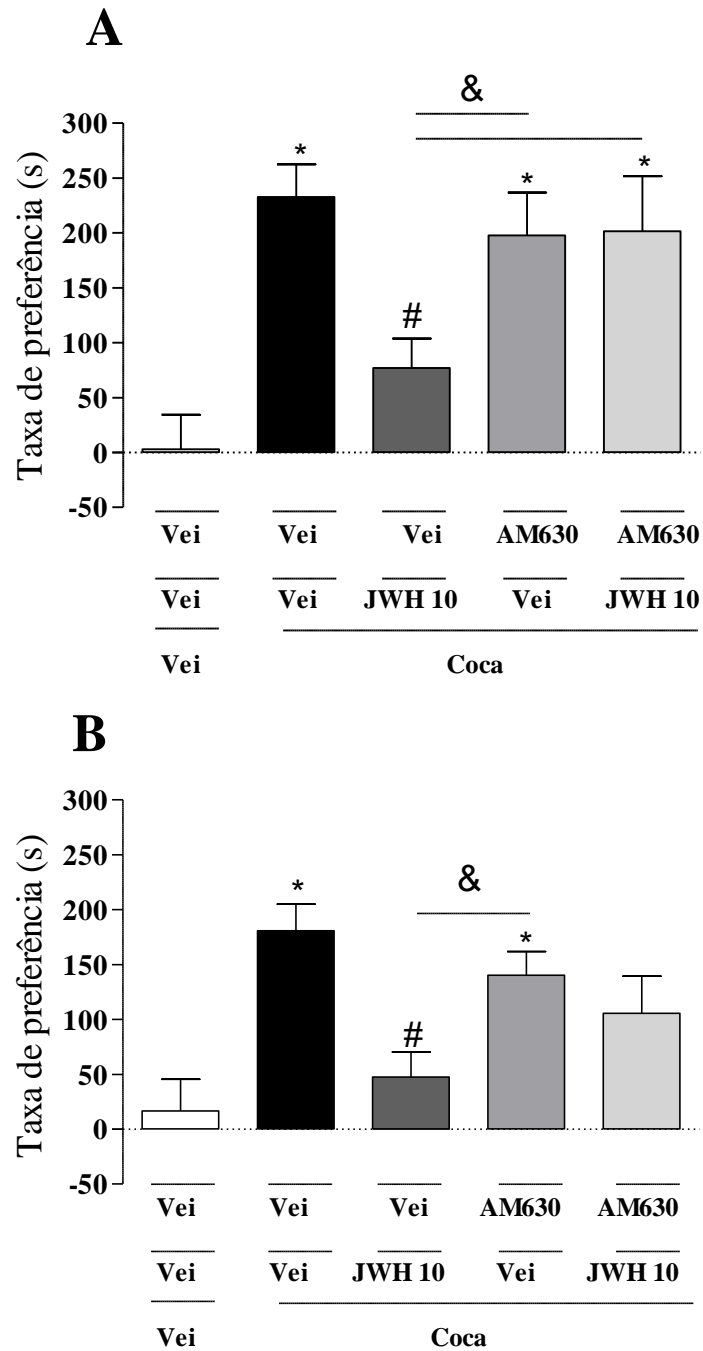 A
&
300
250
200
150
100
50
0
-50
Taxa de preferência (s)
*
#
*
*
Vei Vei Vei AM630 AM630
Vei Vei JWH 10 Vei JWH 10
Vei Coca
B
300
250
200
150
100
50
0
-50
Taxa de preferência (s)
*
&
#
*
Vei Vei Vei AM630 AM630
Vei Vei JWH 10 Vei JWH 10
Vei Coca